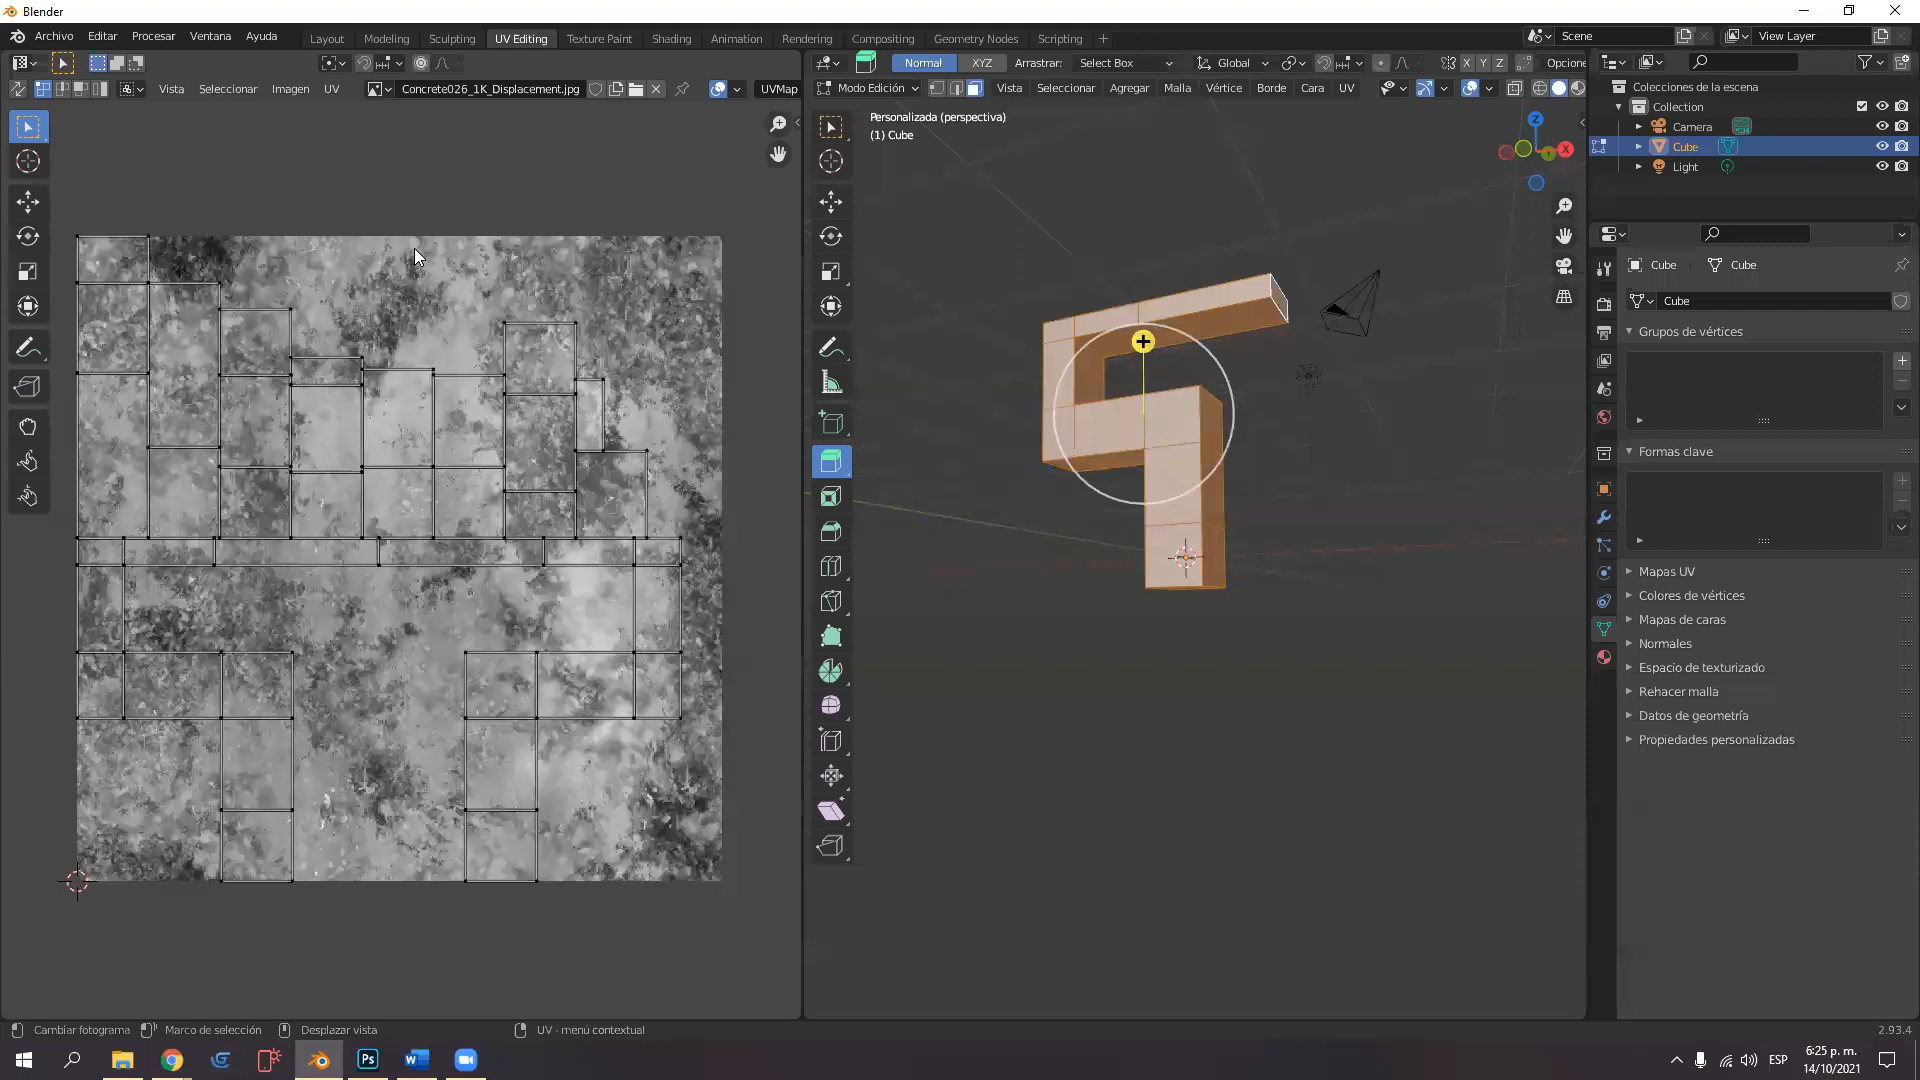 Blender
Archivo Editar Procesar Ventana Ayuda Layout Modeling Sculpting UV Editing Texture Paint Shading Animation Rendering Compositing Geometry Nodes Scripting + Scene View Layer
Normal XYZ Arrastrar: Select Box Global X Y Z Opcione
Vista Seleccionar Imagen UV Concrete026_1K_Displacement.jpg UVMap
Modo Edición Vista Seleccionar Agregar Malla Vértice Borde Cara UV
Personalizada (perspectiva)
(1) Cube
Z
X
Y
Colecciones de la escena
Collection
Camera
Cube
Light
Cube Cube
Cube
Grupos de vértices
Formas clave
Mapas UV
Colores de vértices
Mapas de caras
Normales
Espacio de texturizado
Rehacer malla
Datos de geometría
Propiedades personalizadas
Cambiar fotograma Marco de selección Desplazar vista UV - menú contextual 2.93.4
Ps W ESP 6:25 p. m.
14/10/2021